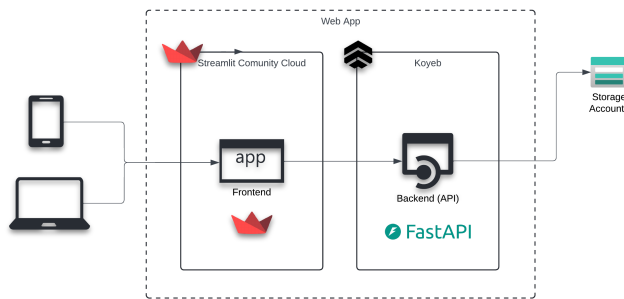 Web App
Streamlit Comunity Cloud
Koyeb
app
Frontend
Backend (API)
FastAPI
Storage
Account